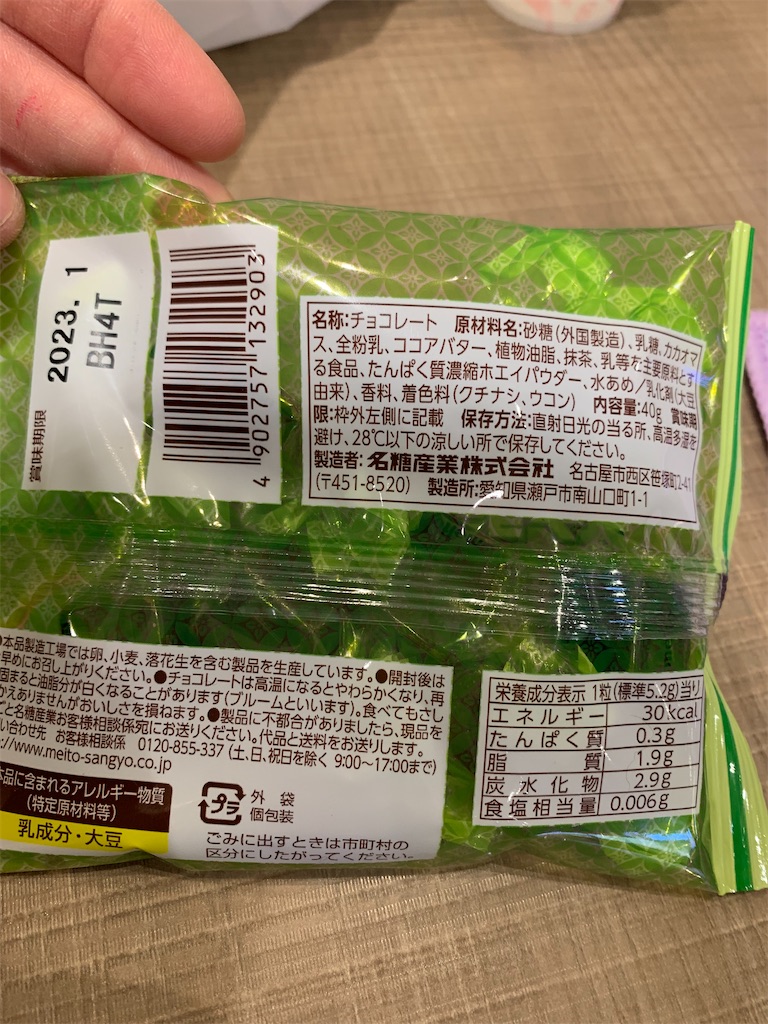 賞味期限
2023. 1
BH4T
4 902757 132903
名称:チョコレート 原材料名:砂糖(外国製造)、乳糖、カカオマ
ス、全粉乳、ココアバター、植物油脂、抹茶、乳等を主要原料とす
る食品、たんぱく質濃縮ホエイパウダー、水あめ/乳化剤(大豆
由来)、香料、着色料(クチナシ、ウコン) 内容量:40g 賞味期
限:枠外左側に記載 保存方法:直射日光の当る所、高温多湿を
避け、28℃以下の涼しい所で保存してください。
製造者:名糖産業株式会社 名古屋市西区笹塚町2-41
(〒451-8520) 製造所:愛知県瀬戸市南山口町1-1
●本品製造工場では卵、小麦、落花生を含む製品を生産しています。●開封後は
早めにお召し上がりください。●チョコレートは高温になるとやわらかくなり、再
固まると油脂分が白くなることがあります(ブルームといいます)。食べてもさし
かえありませんがおいしさを損ねます。●製品に不都合がありましたら、現品を
ごと名糖産業お客様相談係宛にお送りください。代品と送料をお送りします。
い合わせ先 お客様相談係 0120-855-337 (土、日、祝日を除く 9:00〜17:00まで)
://www.meito-sangyo.co.jp
本品に含まれるアレルギー物質
(特定原材料等)
乳成分・大豆
プラ
外 袋
個包装
ごみに出すときは市町村の
区分にしたがってください。
栄養成分表示 1粒(標準5.2g)当り
エネルギー 30kcal
たんぱく質 0.3g
脂質 1.9g
炭水化物 2.9g
食塩相当量 0.006g